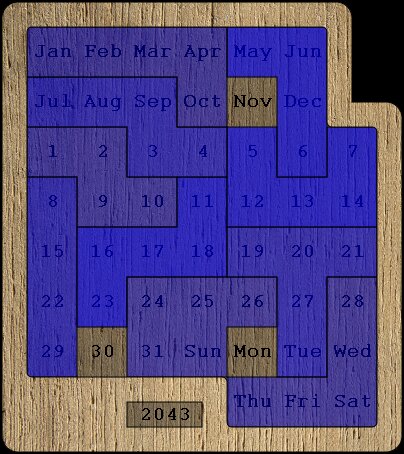 Jan Feb Mar Apr May Jun
Jul Aug Sep Oct Nov Dec
1 2 3 4 5 6 7
8 9 10 11 12 13 14
15 16 17 18 19 20 21
22 23 24 25 26 27 28
29 30 31 Sun Mon Tue Wed
Thu Fri Sat
2043